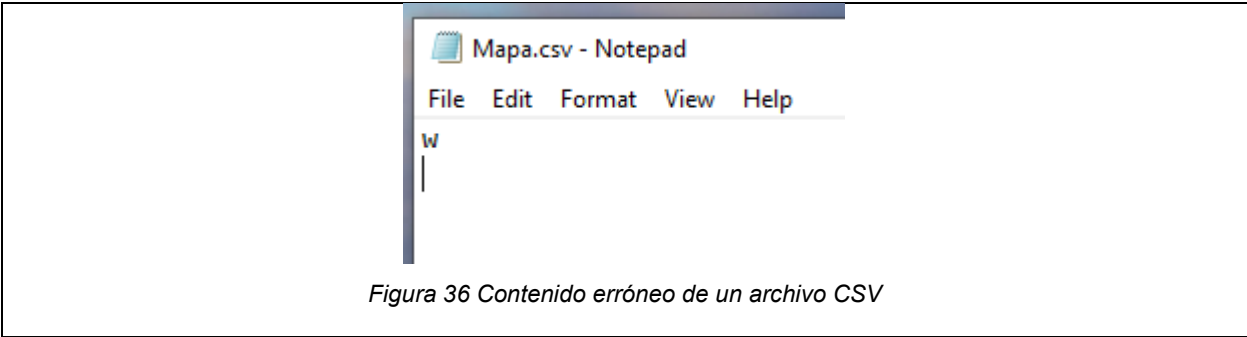 Mapa.csv - Notepad
File Edit Format View Help
w
Figura 36 Contenido erróneo de un archivo CSV